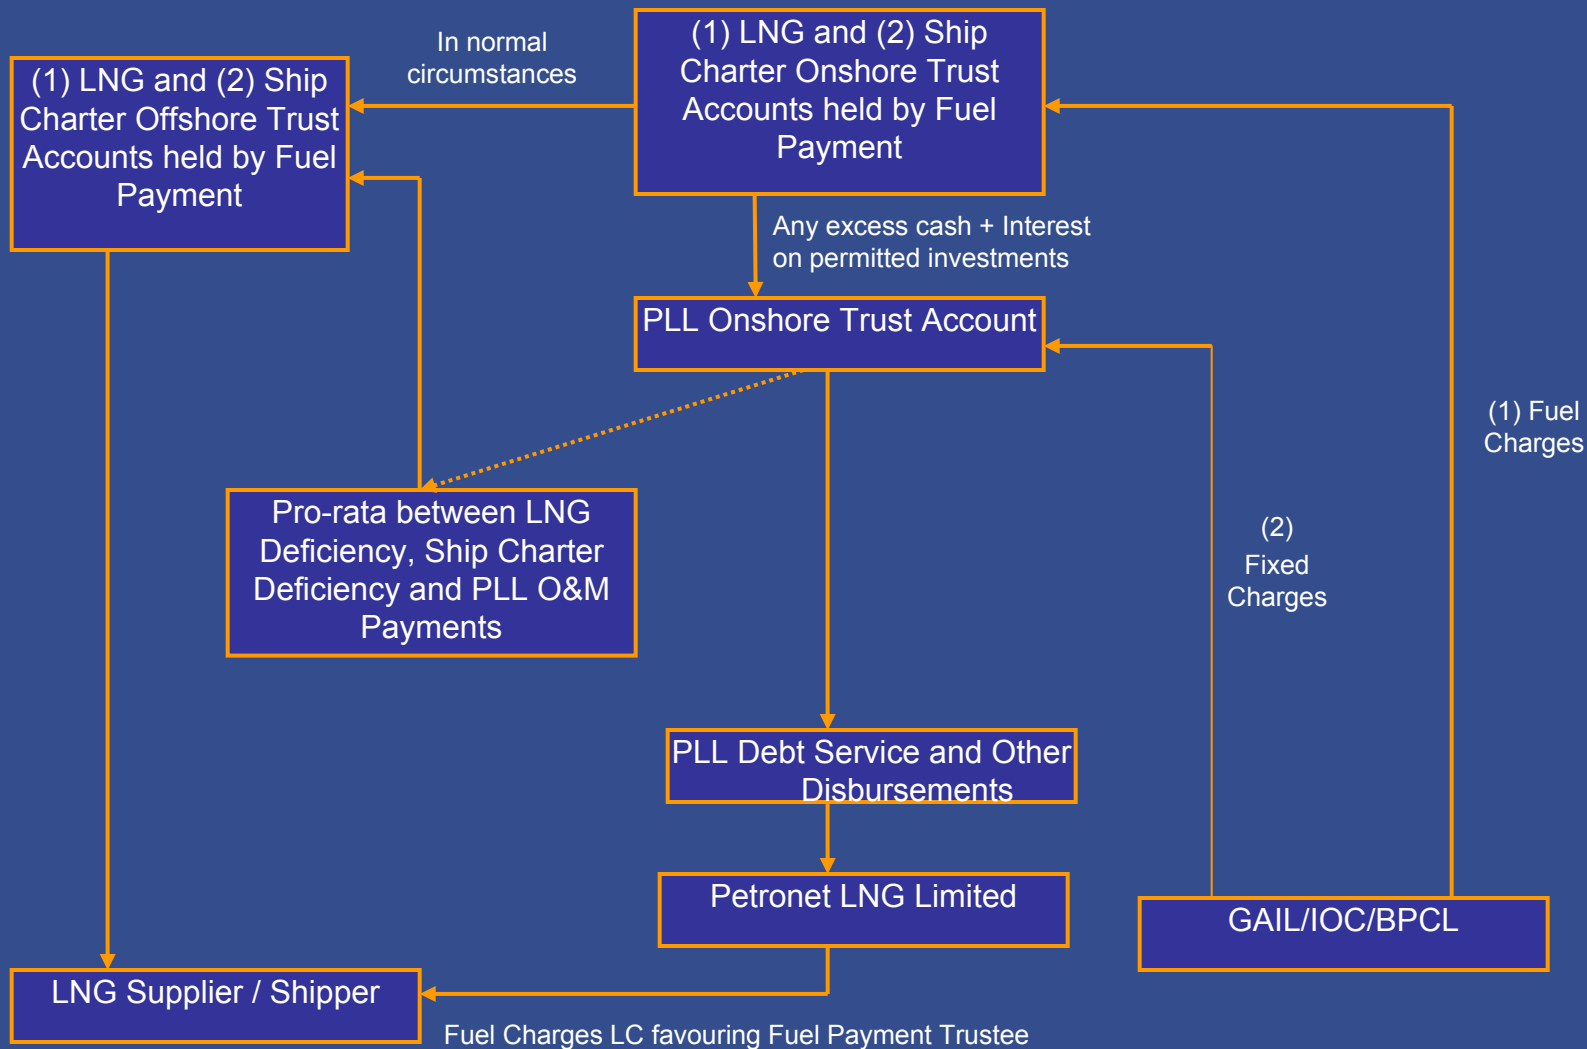 In normal
circumstances
(1) LNG and (2) Ship
Charter Onshore Trust
Accounts held by Fuel
Payment
(1) LNG and (2) Ship
Charter Offshore Trust
Accounts held by Fuel
Payment
Any excess cash + Interest
on permitted investments
PLL Onshore Trust Account
(1) Fuel
Charges
Pro-rata between LNG
Deficiency, Ship Charter
Deficiency and PLL O&M
Payments
(2)
Fixed
Charges
PLL Debt Service and Other
Disbursements
Petronet LNG Limited
GAIL/IOC/BPCL
LNG Supplier / Shipper
Fuel Charges LC favouring Fuel Payment Trustee